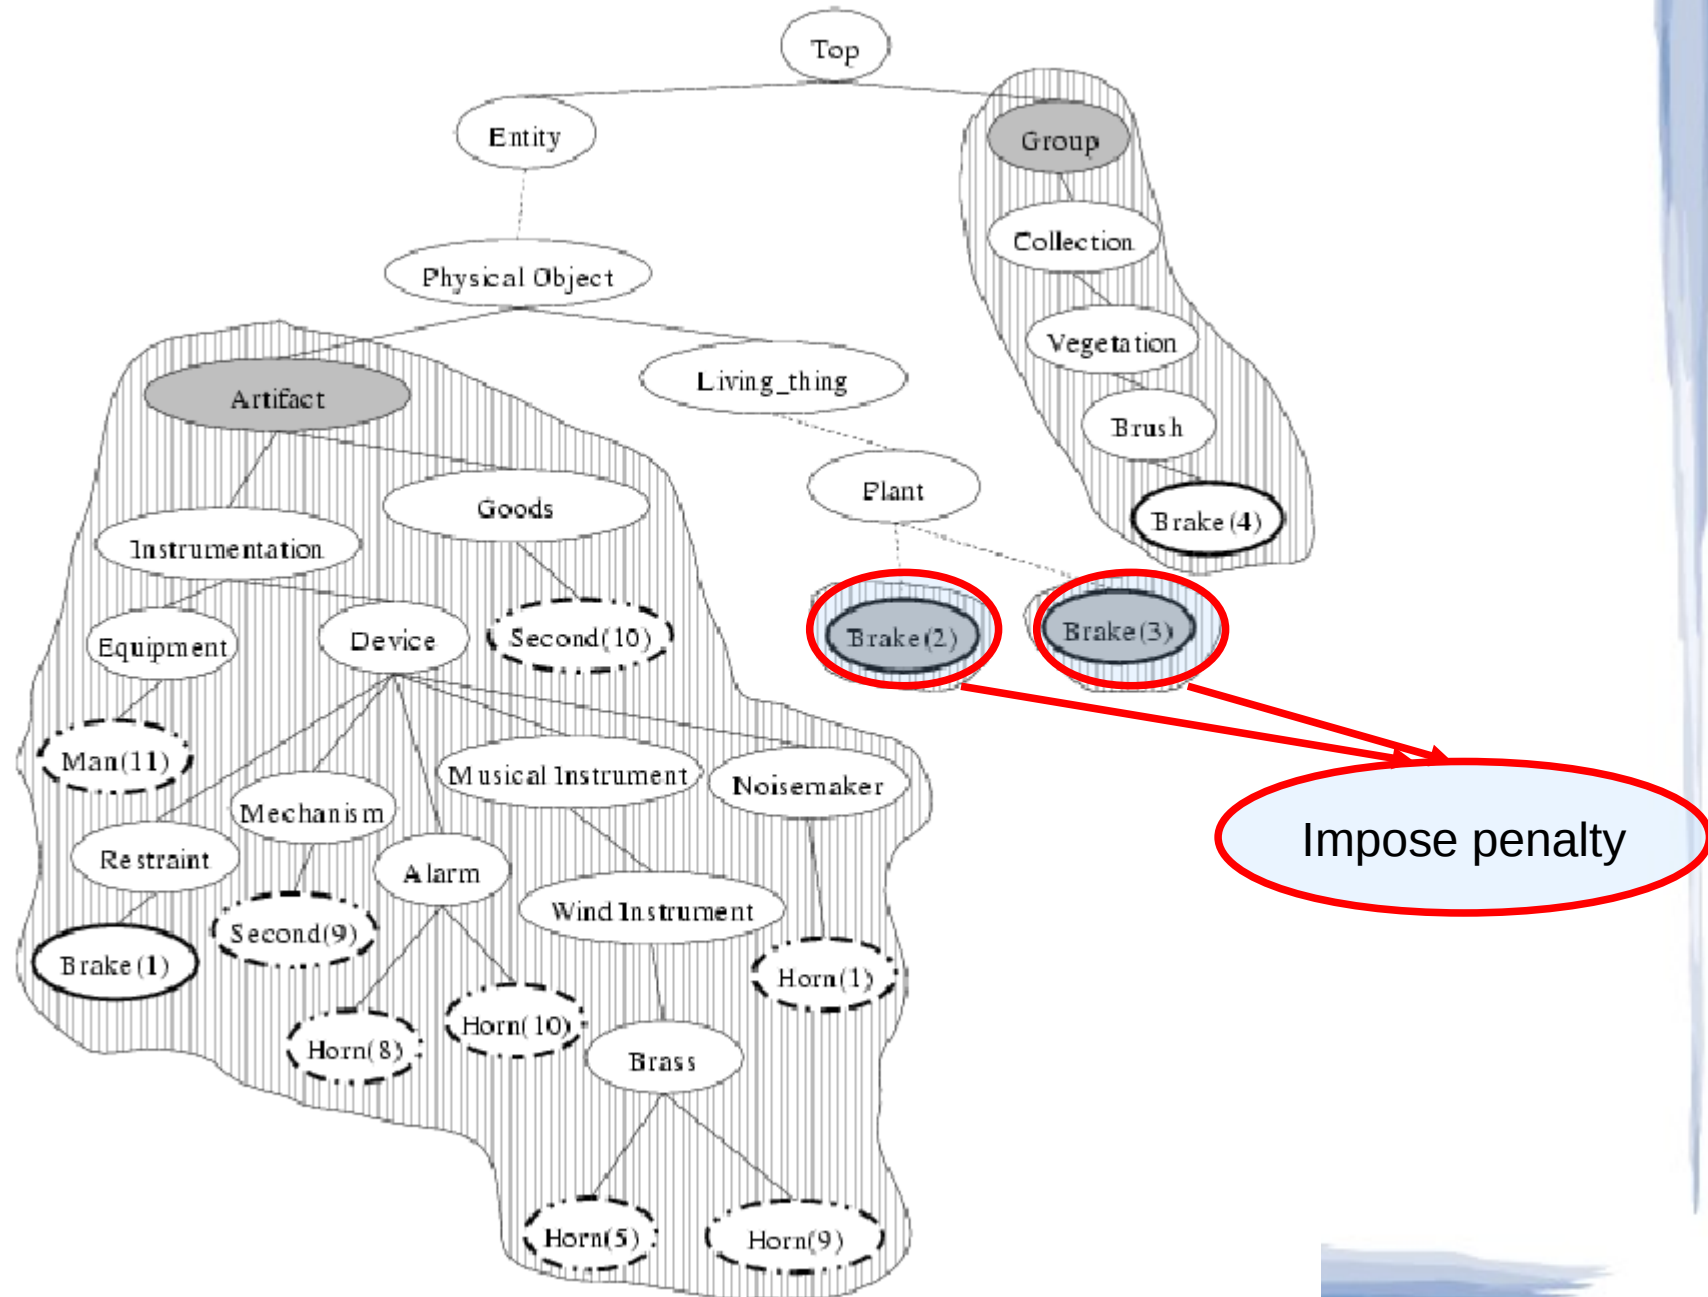 Top
Entity
Group
Collection
Physical Object
Vegetation
Living_thing
Artifact
Brush
Plant
Goods
Brake(4)
Instrumentation
Brake(2)
Brake(3)
Equipment
Device
Second(10)
Man(11)
Musical Instrument
Noisemaker
Mechanism
Impose penalty
Restraint
Alarm
Wind Instrument
Second(9)
Brake(1)
Horn(1)
Horn(10)
Horn(8)
Brass
Horn(5)
Horn(9)